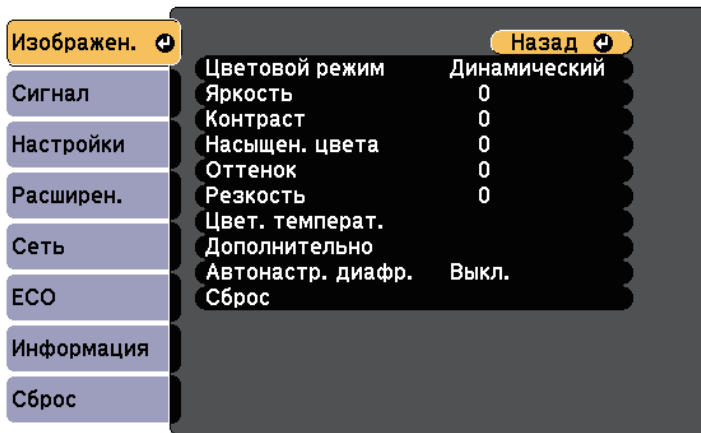 Изображен.
Сигнал
Настройки
Расширен.
Сеть
ECO
Информация
Сброс
Назад
Цветовой режим Динамический
Яркость 0
Контраст 0
Насыщен. цвета 0
Оттенок 0
Резкость 0
Цвет. температ.
Дополнительно
Автонастр. диафр. Выкл.
Сброс